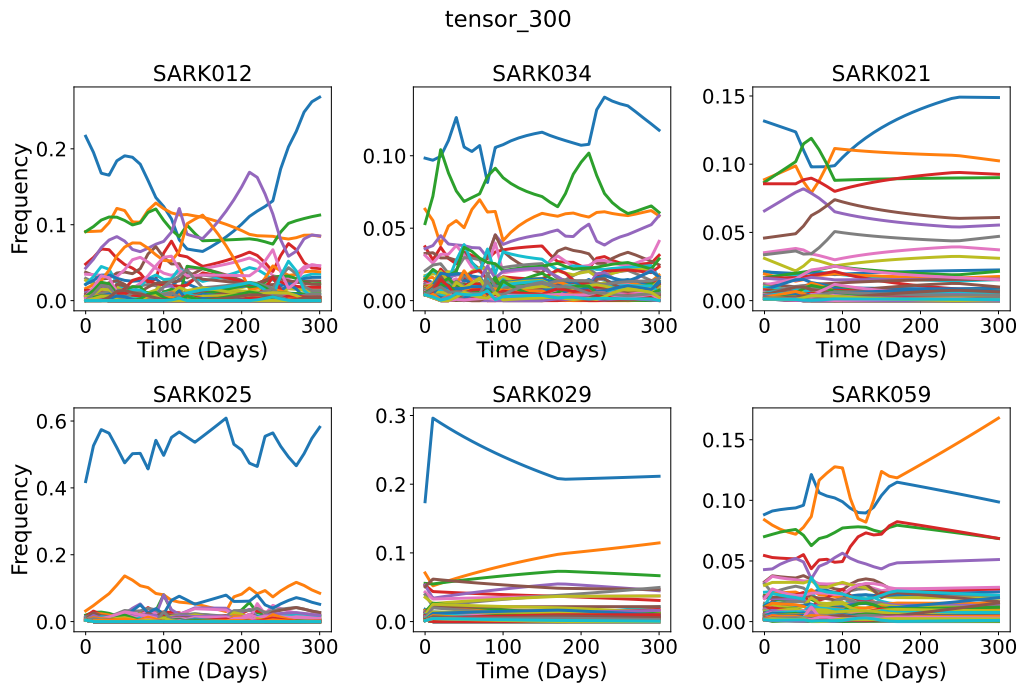 tensor_300
SARK012
SARK034
SARK021
Frequency
0.2
0.1
0.0
0.10
0.05
0.00
0.15
0.10
0.05
0.00
0 100 200 300
0 100 200 300
0 100 200 300
Time (Days)
Time (Days)
Time (Days)
SARK025
SARK029
SARK059
Frequency
0.6
0.4
0.2
0.0
0.3
0.2
0.1
0.0
0.15
0.10
0.05
0.00
0 100 200 300
0 100 200 300
0 100 200 300
Time (Days)
Time (Days)
Time (Days)